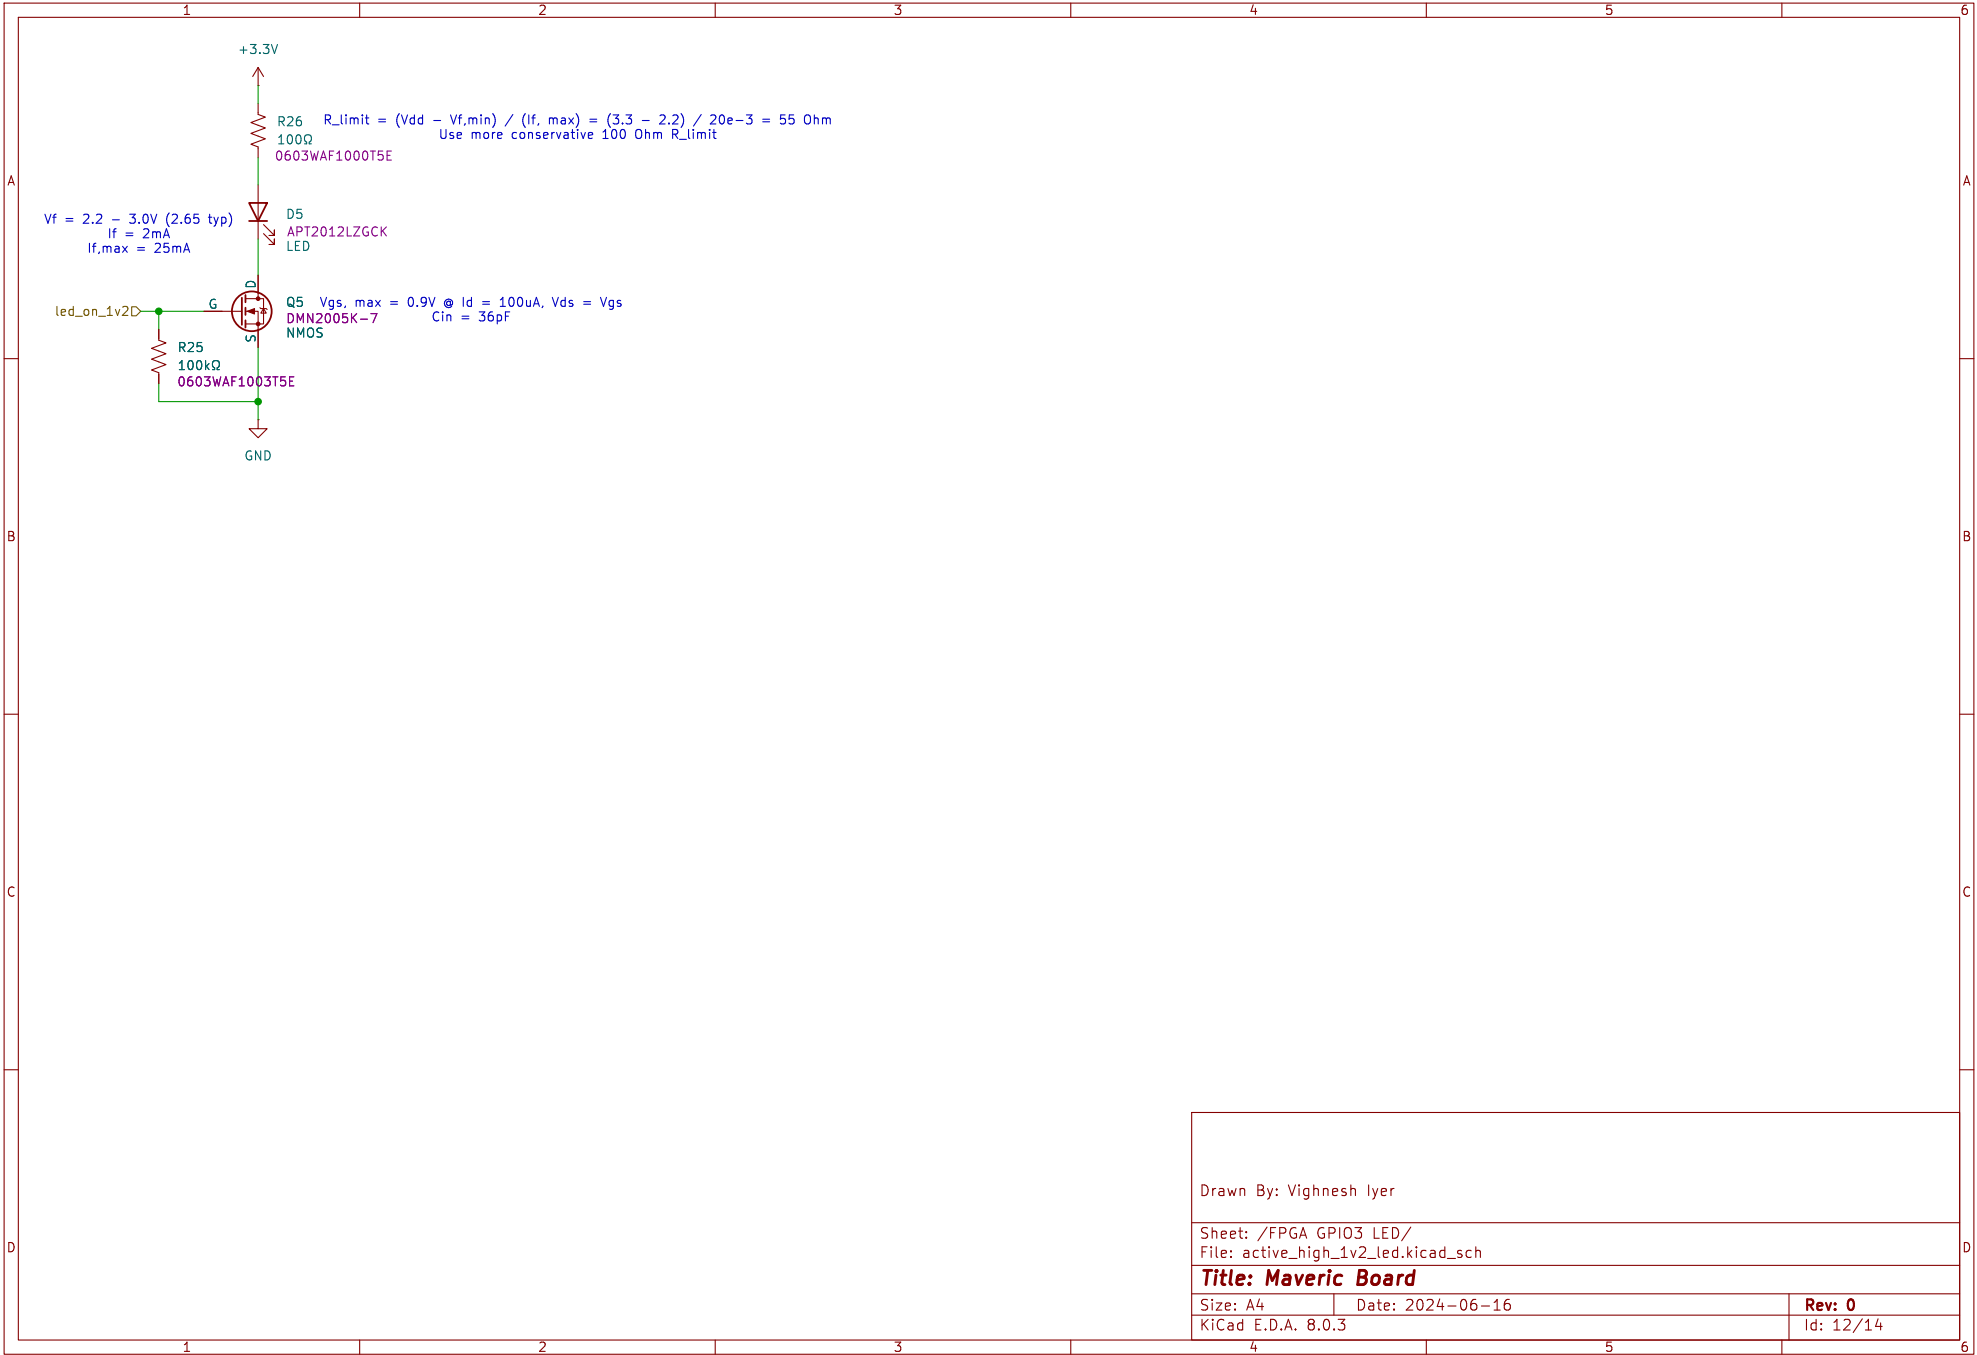 1 2 3 4 5 6
+3.3V
R26
100Ω
0603WAF1000T5E
R_limit = (Vdd - Vf,min) / (If, max) = (3.3 - 2.2) / 20e-3 = 55 Ohm
Use more conservative 100 Ohm R_limit
A A
Vf = 2.2 - 3.0V (2.65 typ)
If = 2mA
If,max = 25mA
D5
APT2012LZGCK
LED
led_on_1v2
G
D
S
Q5
DMN2005K-7
NMOS
Vgs, max = 0.9V @ Id = 100uA, Vds = Vgs
Cin = 36pF
R25
100kΩ
0603WAF1003T5E
GND
B B
C C
D D
Drawn By: Vighnesh Iyer
Sheet: /FPGA GPIO3 LED/
File: active_high_1v2_led.kicad_sch
Title: Maveric Board
Size: A4 Date: 2024-06-16 Rev: 0
KiCad E.D.A. 8.0.3 Id: 12/14
1 2 3 4 5 6